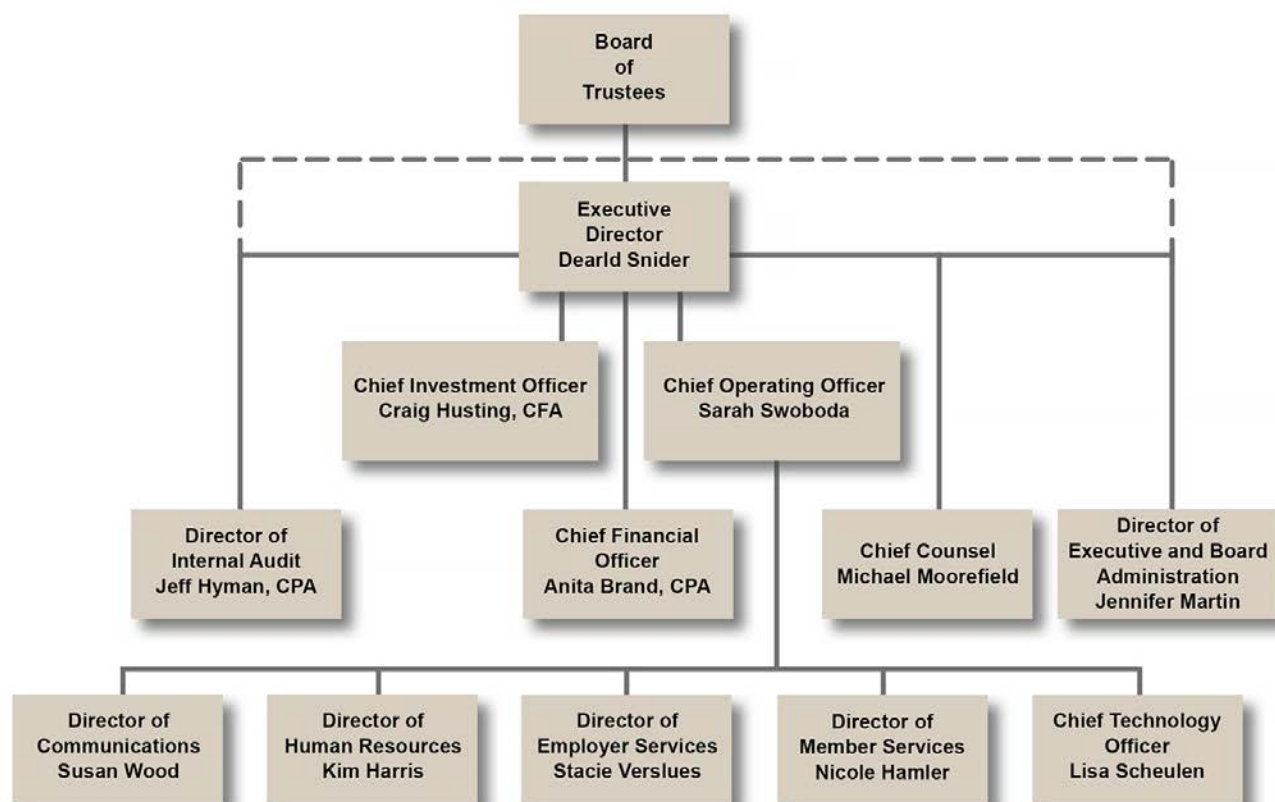 Board
of
Trustees
Executive
Director
Dearld Snider
Chief Investment Officer
Craig Husting, CFA
Chief Operating Officer
Sarah Swoboda
Director of
Internal Audit
Jeff Hyman, CPA
Chief Financial
Officer
Anita Brand, CPA
Chief Counsel
Michael Moorefield
Director of
Executive and Board
Administration
Jennifer Martin
Director of
Communications
Susan Wood
Director of
Human Resources
Kim Harris
Director of
Employer Services
Stacie Verslues
Director of
Member Services
Nicole Hamler
Chief Technology
Officer
Lisa Scheulen